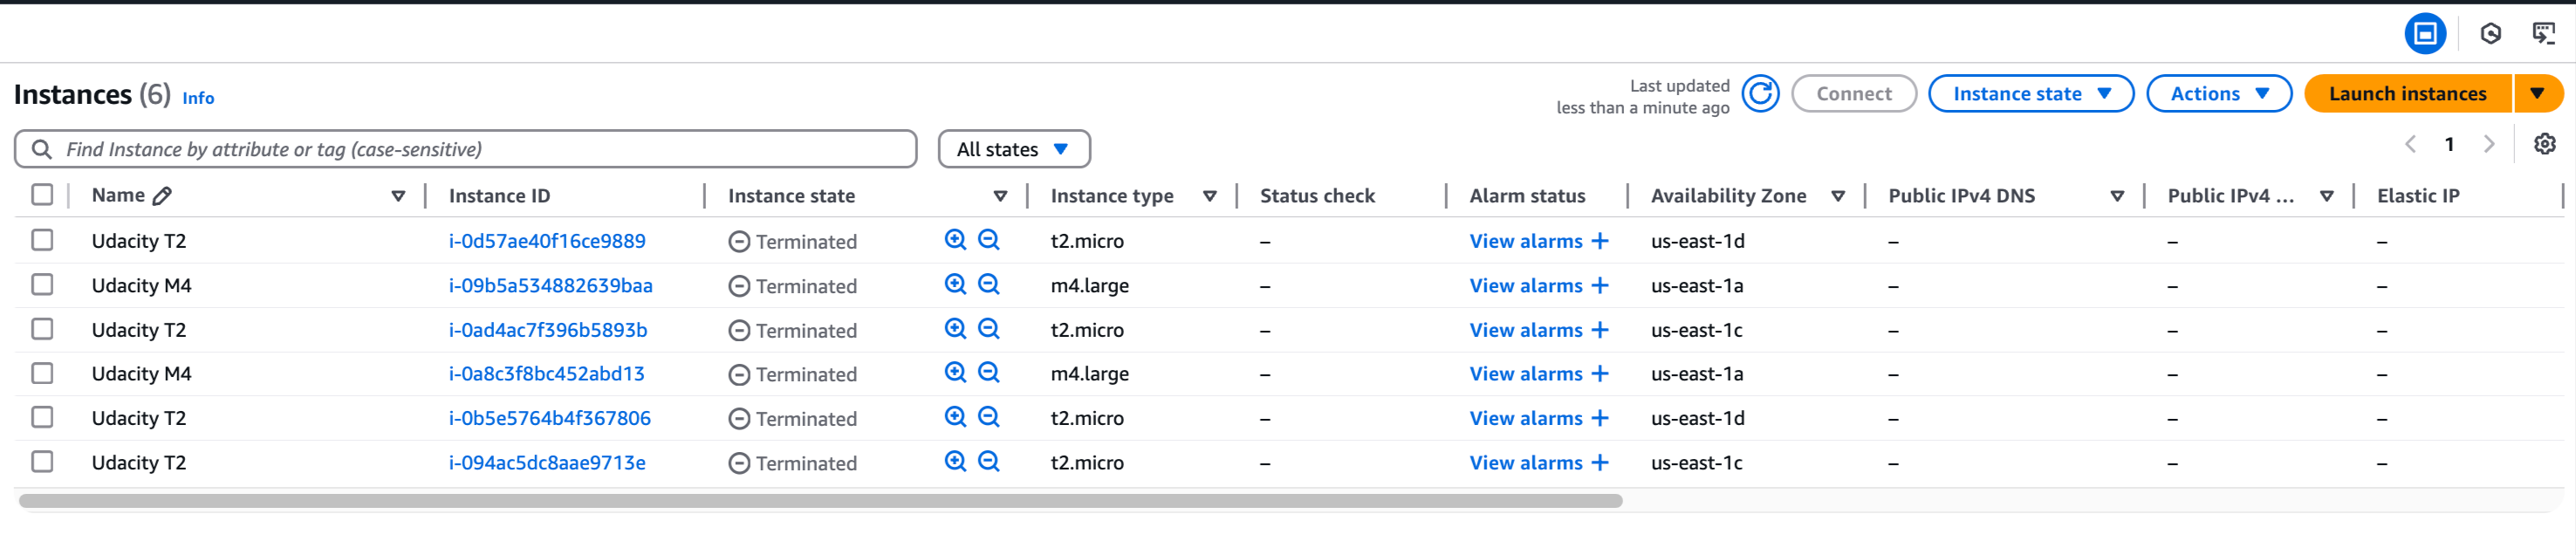 Instances (6) Info
Last updated
less than a minute ago
Connect Instance state Actions Launch instances
Find Instance by attribute or tag (case-sensitive) All states 1
Name Instance ID Instance state Instance type Status check Alarm status Availability Zone Public IPv4 DNS Public IPv4 ... Elastic IP
Udacity T2 i-0d57ae40f16ce9889 Terminated t2.micro – View alarms + us-east-1d – – –
Udacity M4 i-09b5a534882639baa Terminated m4.large – View alarms + us-east-1a – – –
Udacity T2 i-0ad4ac7f396b5893b Terminated t2.micro – View alarms + us-east-1c – – –
Udacity M4 i-0a8c3f8bc452abd13 Terminated m4.large – View alarms + us-east-1a – – –
Udacity T2 i-0b5e5764b4f367806 Terminated t2.micro – View alarms + us-east-1d – – –
Udacity T2 i-094ac5dc8aae9713e Terminated t2.micro – View alarms + us-east-1c – – –